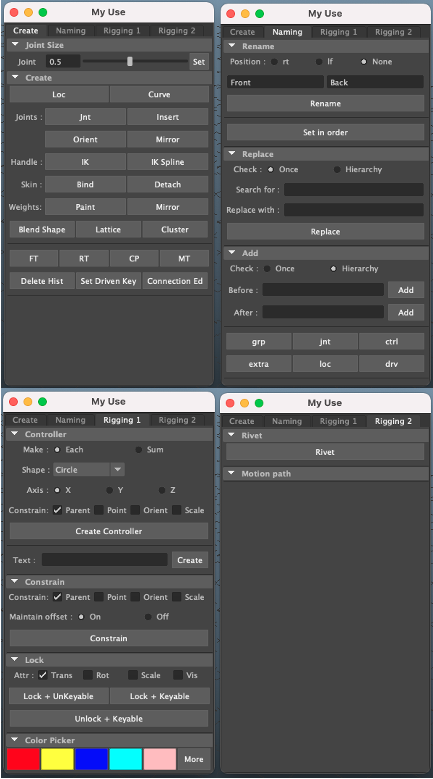 My Use
Create Naming Rigging 1 Rigging 2
Joint Size
Joint 0.5 Set
Create
Loc Curve
Joints : Jnt Insert
Orient Mirror
Handle : IK IK Spline
Skin : Bind Detach
Weights: Paint Mirror
Blend Shape Lattice Cluster
FT RT CP MT
Delete Hist Set Driven Key Connection Ed
My Use
Create Naming Rigging 1 Rigging 2
Rename
Position : rt lf None
Front Back
Rename
Set in order
Replace
Check : Once Hierarchy
Search for :
Replace with :
Replace
Add
Check : Once Hierarchy
Before : Add
After : Add
grp jnt ctrl
extra loc drv
My Use
Create Naming Rigging 1 Rigging 2
Controller
Make : Each Sum
Shape : Circle
Axis : X Y Z
Constrain: Parent Point Orient Scale
Create Controller
Text : Create
Constrain
Constrain: Parent Point Orient Scale
Maintain offset : On Off
Constrain
Lock
Attr : Trans Rot Scale Vis
Lock + UnKeyable Lock + Keyable
Unlock + Keyable
Color Picker
More
My Use
Create Naming Rigging 1 Rigging 2
Rivet
Rivet
Motion path